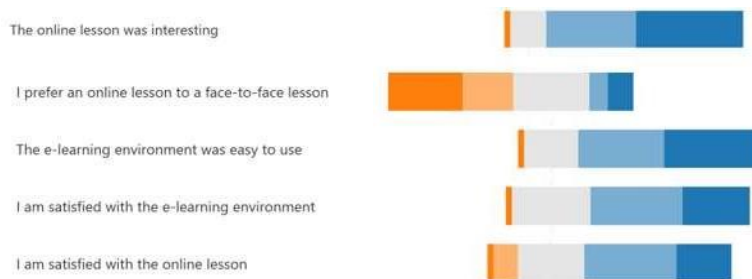 The online lesson was interesting
I prefer an online lesson to a face-to-face lesson
The e-learning environment was easy to use
I am satisfied with the e-learning environment
I am satisfied with the online lesson